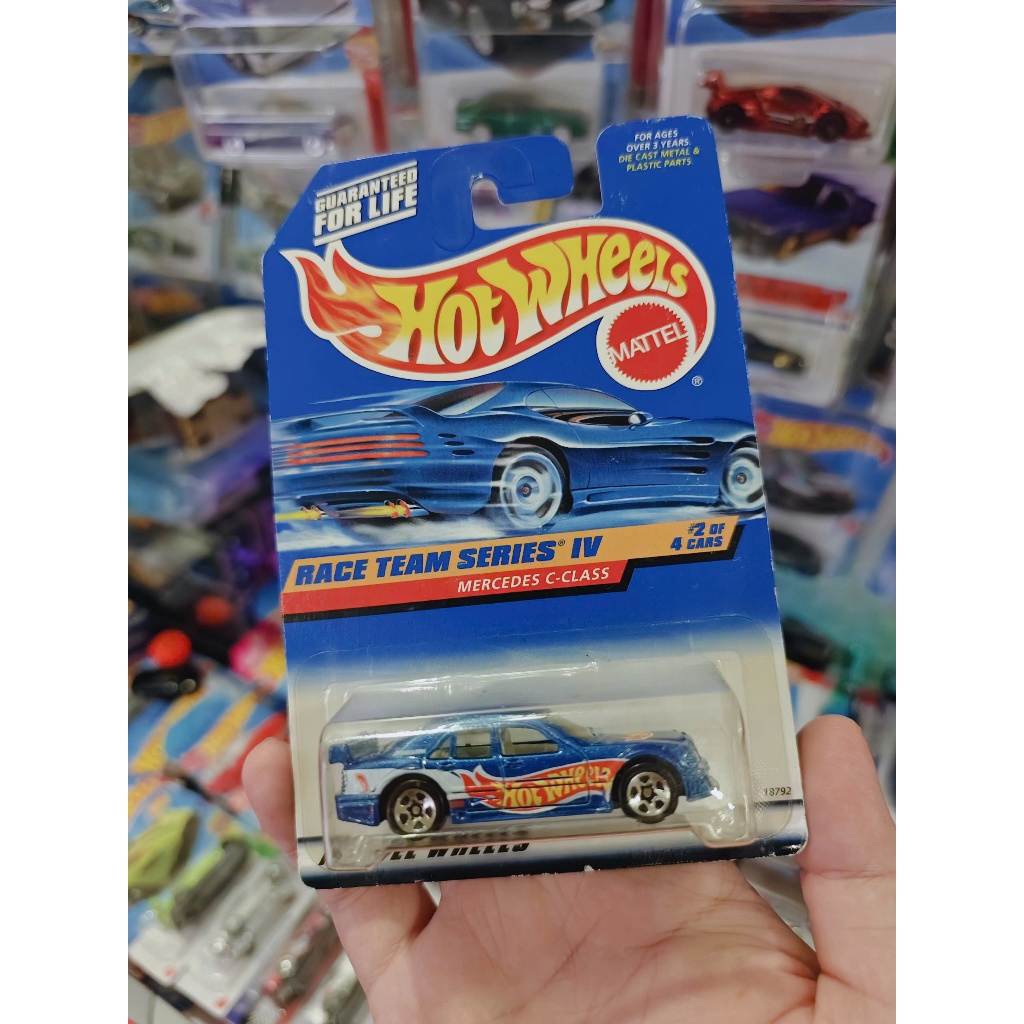 GUARANTEED
FOR LIFE
FOR AGES
OVER 3 YEARS.
DIE CAST METAL &
PLASTIC PARTS.
HOT WHEELS
MATTEL
®
RACE TEAM SERIES® IV
#2 OF
4 CARS
MERCEDES C-CLASS
HOT WHEELS
18792
WHEELS